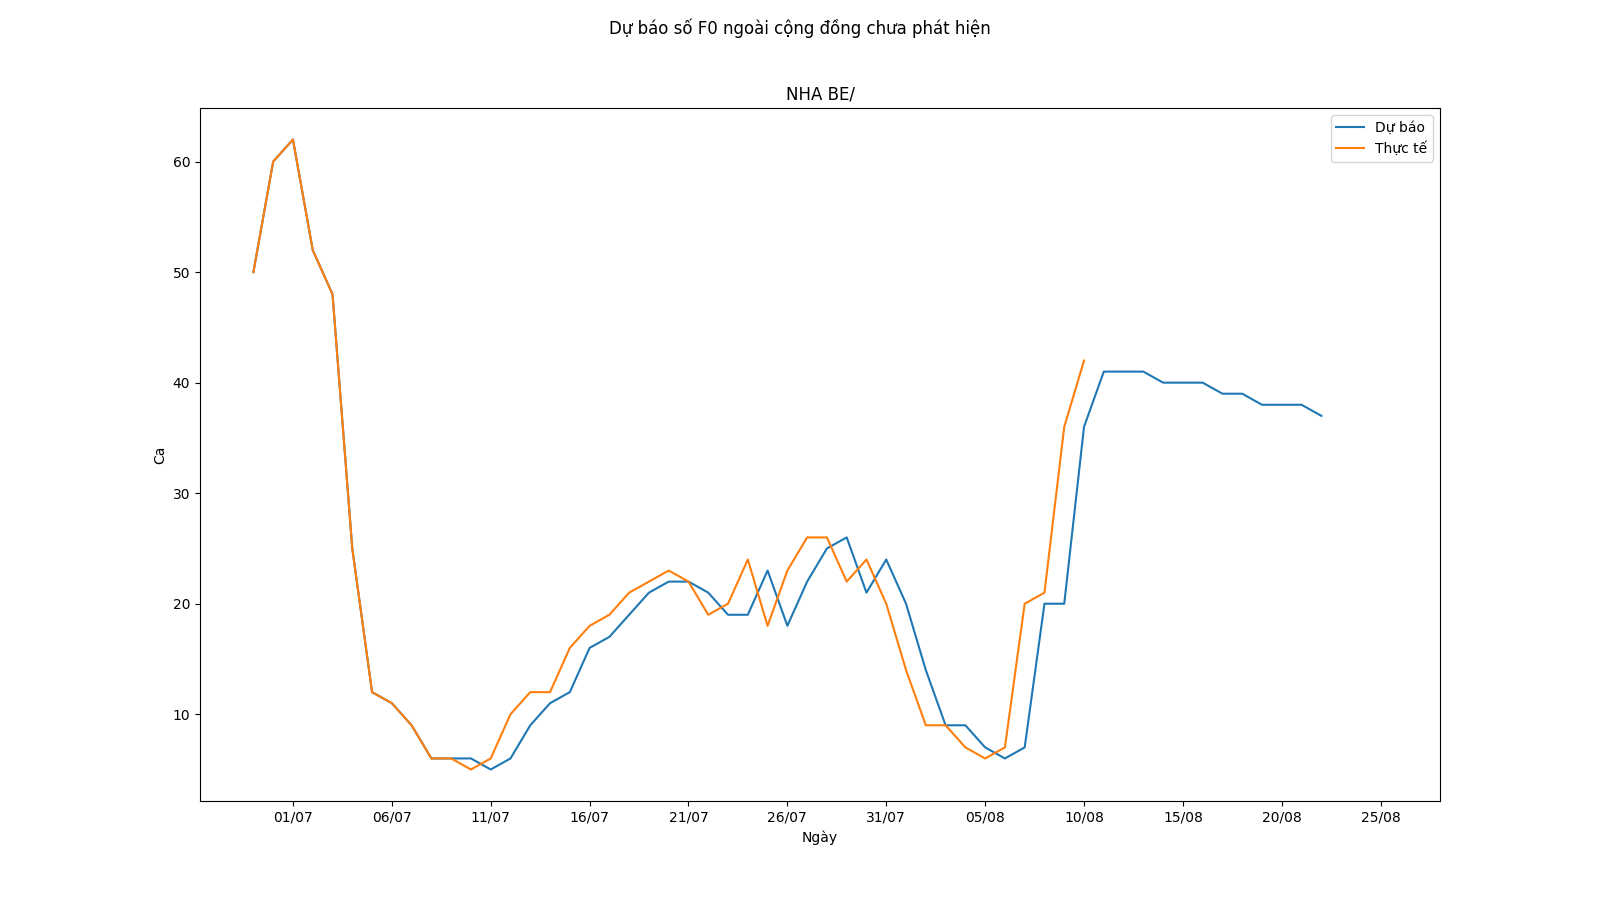 Dự báo số F0 ngoài cộng đồng chưa phát hiện
NHA BE/
Dự báo
Thực tế
60
50
40
30
20
10
Ca
01/07 06/07 11/07 16/07 21/07 26/07 31/07 05/08 10/08 15/08 20/08 25/08
Ngày